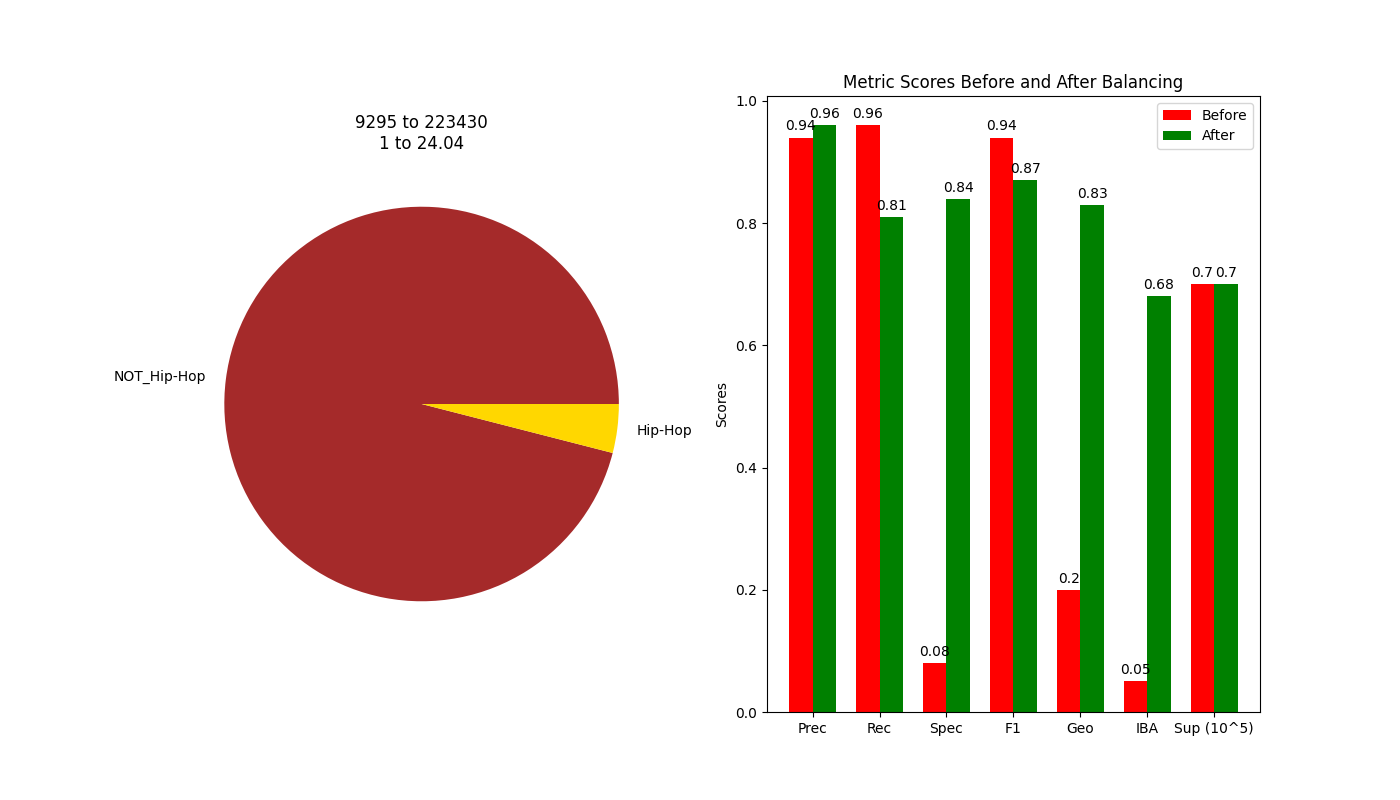 9295 to 223430
1 to 24.04
NOT_Hip-Hop
Hip-Hop
Metric Scores Before and After Balancing
Before
After
Scores
1.0
0.8
0.6
0.4
0.2
0.0
0.94
0.96
0.96
0.81
0.08
0.84
0.94
0.87
0.2
0.83
0.05
0.68
0.7
0.7
Prec
Rec
Spec
F1
Geo
IBA
Sup (10^5)